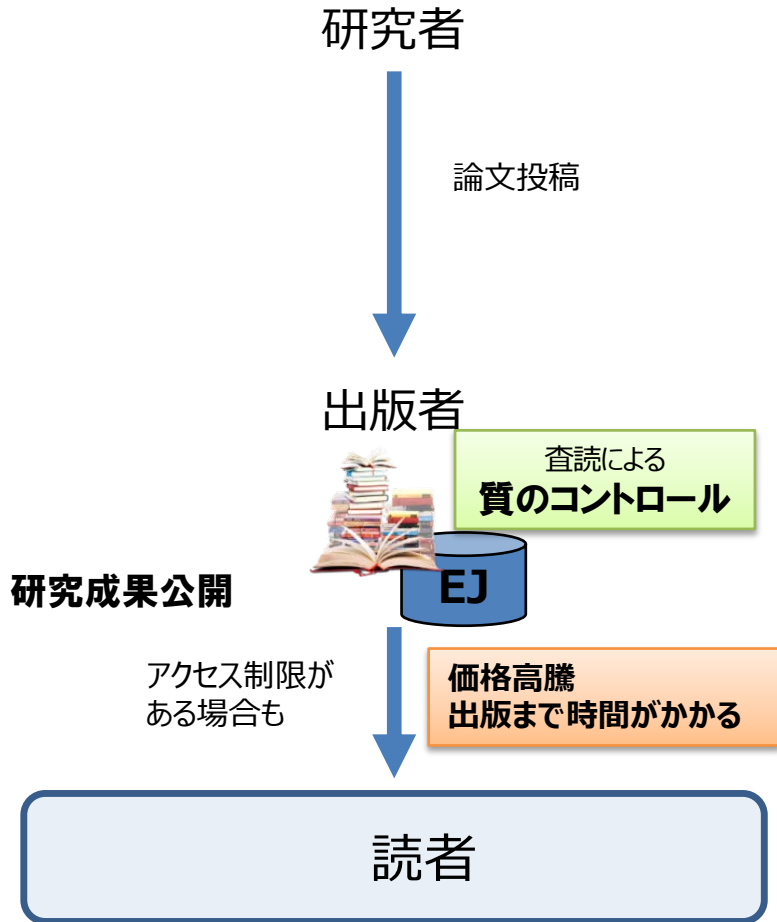 研究者
論文投稿
出版者
査読による
質のコントロール
EJ
研究成果公開
アクセス制限が
ある場合も
価格高騰
出版まで時間がかかる
読者